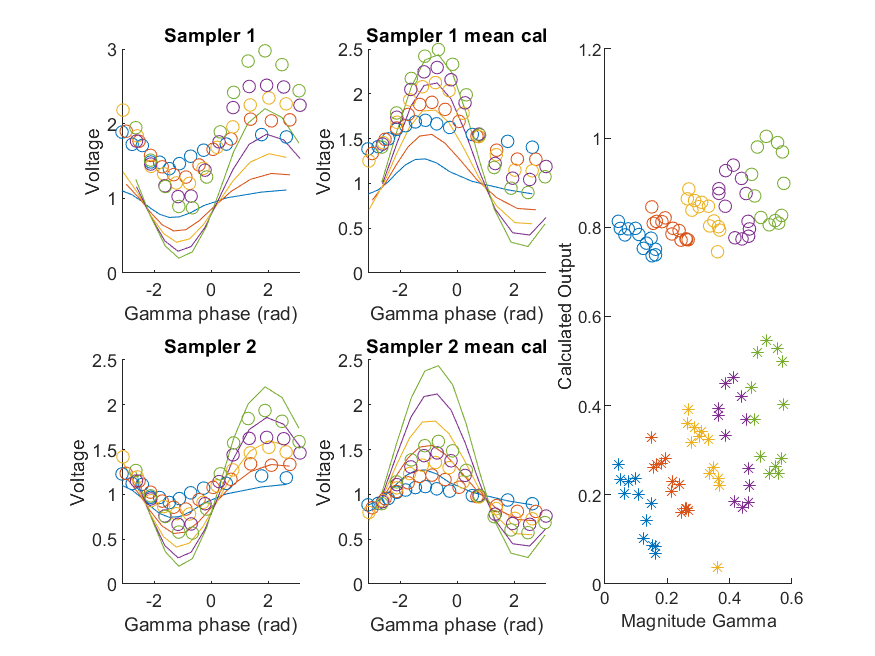 Sampler 1
3
2
1
0
Voltage
-2 0 2
Gamma phase (rad)
Sampler 1 mean cal
2.5
2
1.5
1
0.5
0
Voltage
-2 0 2
Gamma phase (rad)
Sampler 2
2.5
2
1.5
1
0.5
0
Voltage
-2 0 2
Gamma phase (rad)
Sampler 2 mean cal
2.5
2
1.5
1
0.5
0
Voltage
-2 0 2
Gamma phase (rad)
1.2
1
0.8
0.6
0.4
0.2
0
Calculated Output
0 0.2 0.4 0.6
Magnitude Gamma